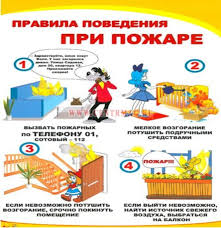 ПРАВИЛА ПОВЕДЕНИЯ
ПРИ ПОЖАРЕ
1
2
ВЫЗВАТЬ ПОЖАРНЫХ
по ТЕЛЕФОНУ 01,
СОТОВЫЙ - 112
МЕЛКОЕ ВОЗГОРАНИЕ
ПОТУШИТЬ ПОДРУЧНЫМИ
СРЕДСТВАМИ
3
4
ПОЖАР!!!
ЕСЛИ НЕВОЗМОЖНО ПОТУШИТЬ
ВОЗГОРАНИЕ, СРОЧНО ПОКИНУТЬ
ПОМЕЩЕНИЕ
ЕСЛИ ВЫЙТИ НЕВОЗМОЖНО,
НАЙТИ ИСТОЧНИК СВЕЖЕГО
ВОЗДУХА, ВЫБРАТЬСЯ
НА БАЛКОН